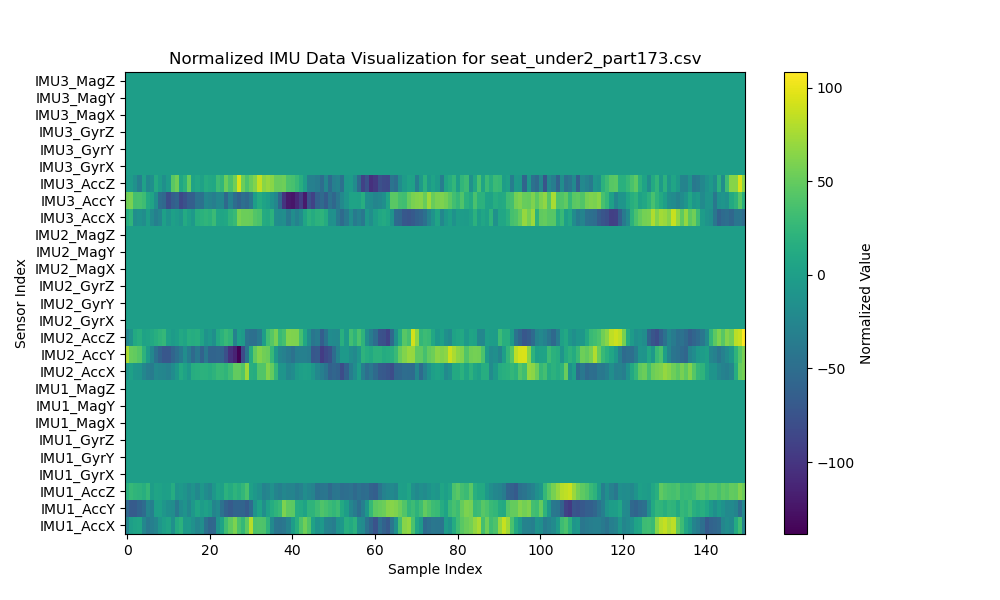 Normalized IMU Data Visualization for seat_under2_part173.csv
IMU3_MagZ
IMU3_MagY
IMU3_MagX
IMU3_GyrZ
IMU3_GyrY
IMU3_GyrX
IMU3_AccZ
IMU3_AccY
IMU3_AccX
IMU2_MagZ
IMU2_MagY
IMU2_MagX
IMU2_GyrZ
IMU2_GyrY
IMU2_GyrX
IMU2_AccZ
IMU2_AccY
IMU2_AccX
IMU1_MagZ
IMU1_MagY
IMU1_MagX
IMU1_GyrZ
IMU1_GyrY
IMU1_GyrX
IMU1_AccZ
IMU1_AccY
IMU1_AccX
Sensor Index
0 20 40 60 80 100 120 140
Sample Index
100
50
0
−50
−100
Normalized Value